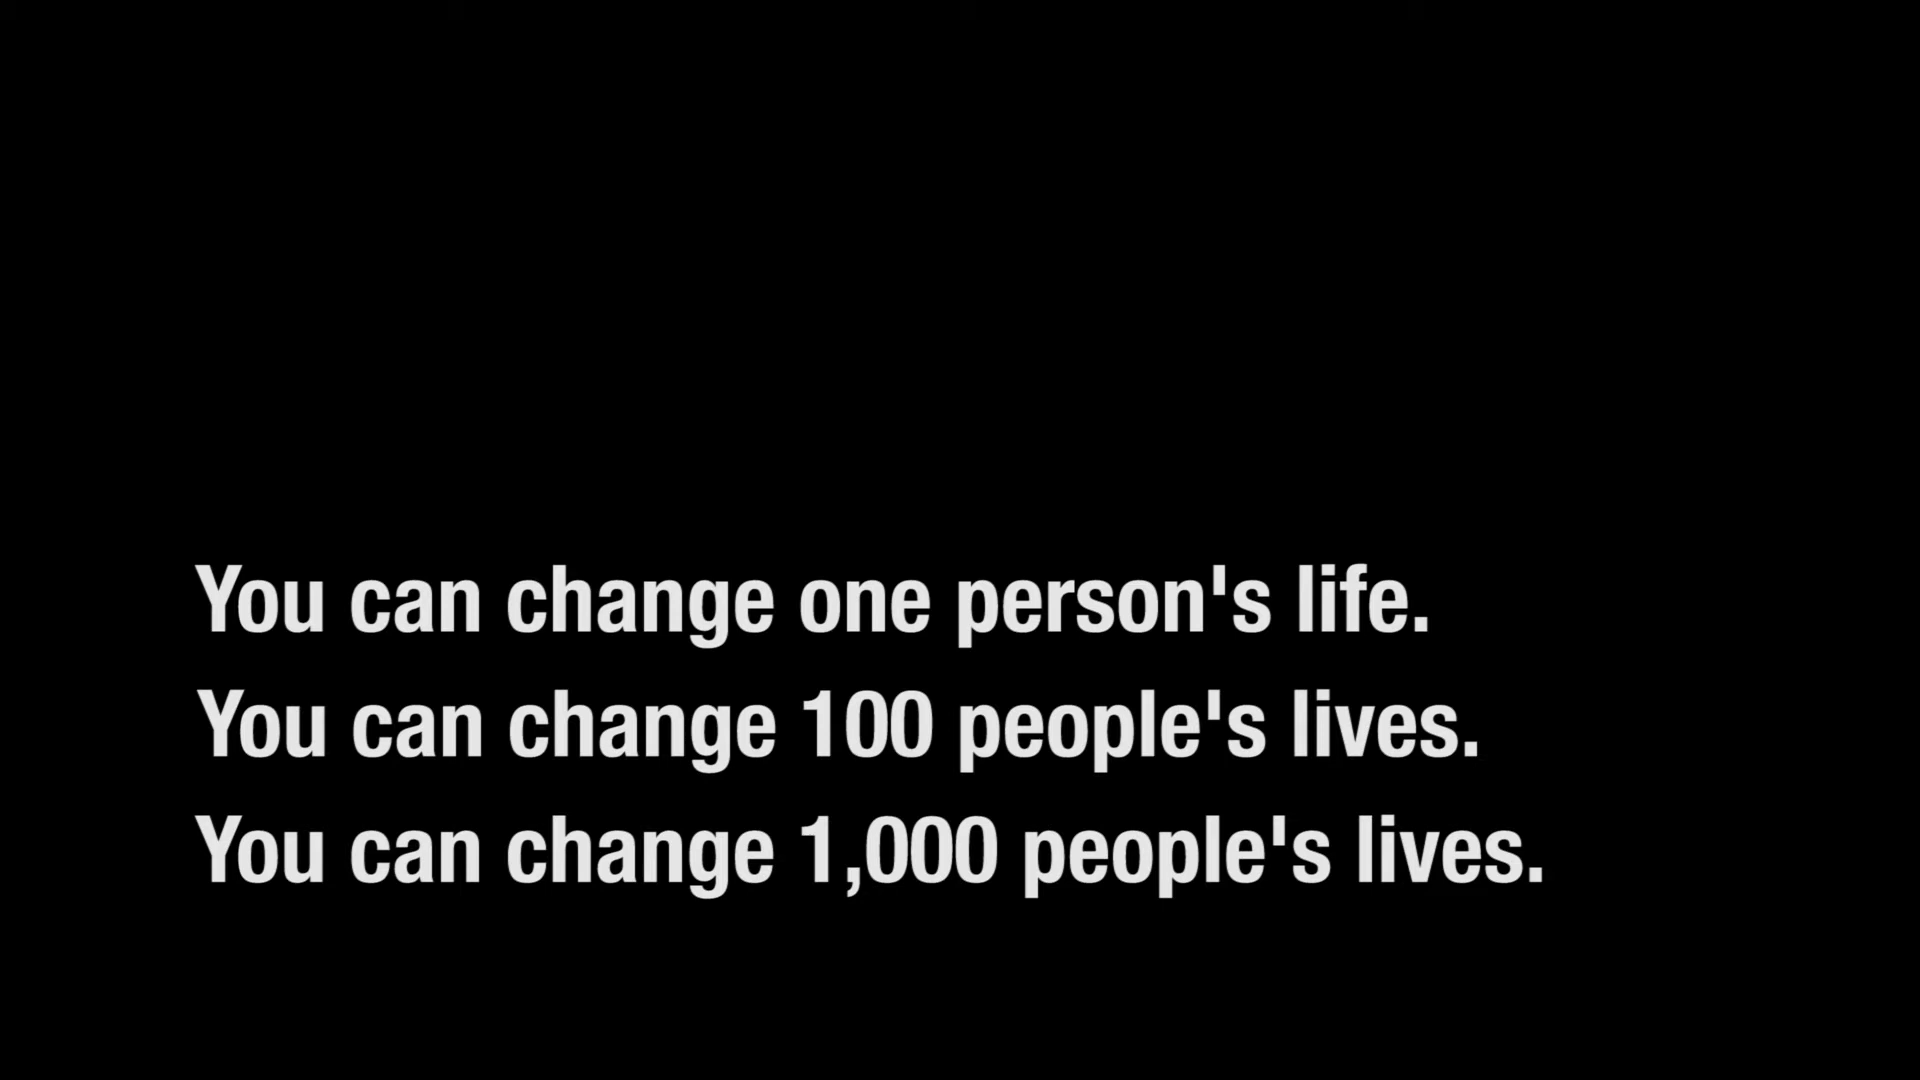 You can change one person's life.
You can change 100 people's lives.
You can change 1,000 people's lives.